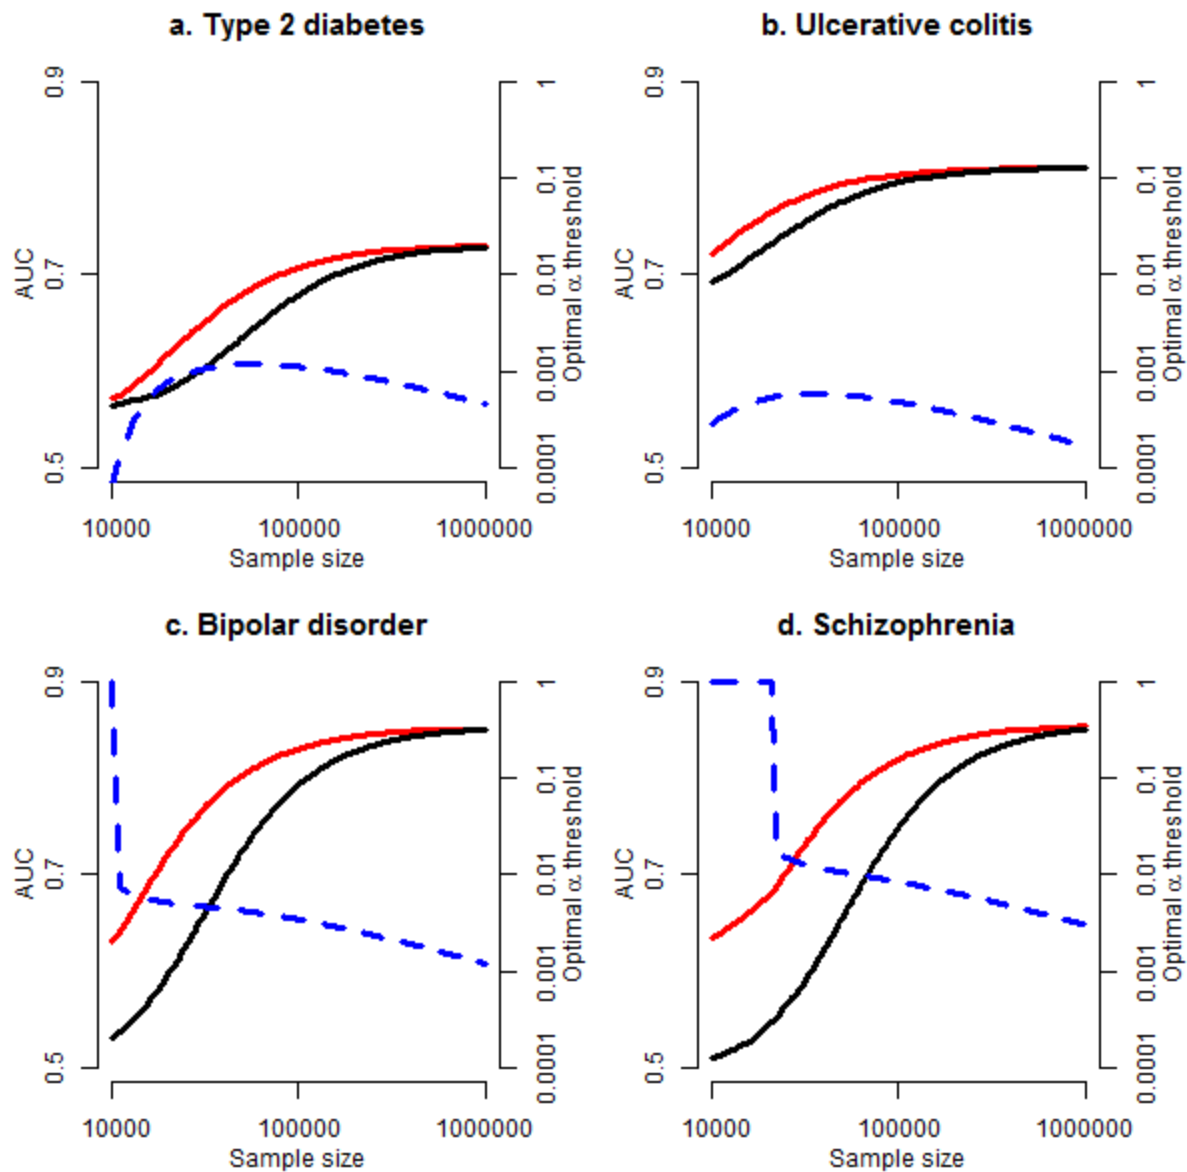 a. Type 2 diabetes
AUC
0.5
0.7
0.9
Optimal α threshold
0.0001
0.001
0.01
0.1
1
10000
100000
1000000
Sample size
b. Ulcerative colitis
AUC
0.5
0.7
0.9
Optimal α threshold
0.0001
0.001
0.01
0.1
1
10000
100000
1000000
Sample size
c. Bipolar disorder
AUC
0.5
0.7
0.9
Optimal α threshold
0.0001
0.001
0.01
0.1
1
10000
100000
1000000
Sample size
d. Schizophrenia
AUC
0.5
0.7
0.9
Optimal α threshold
0.0001
0.001
0.01
0.1
1
10000
100000
1000000
Sample size